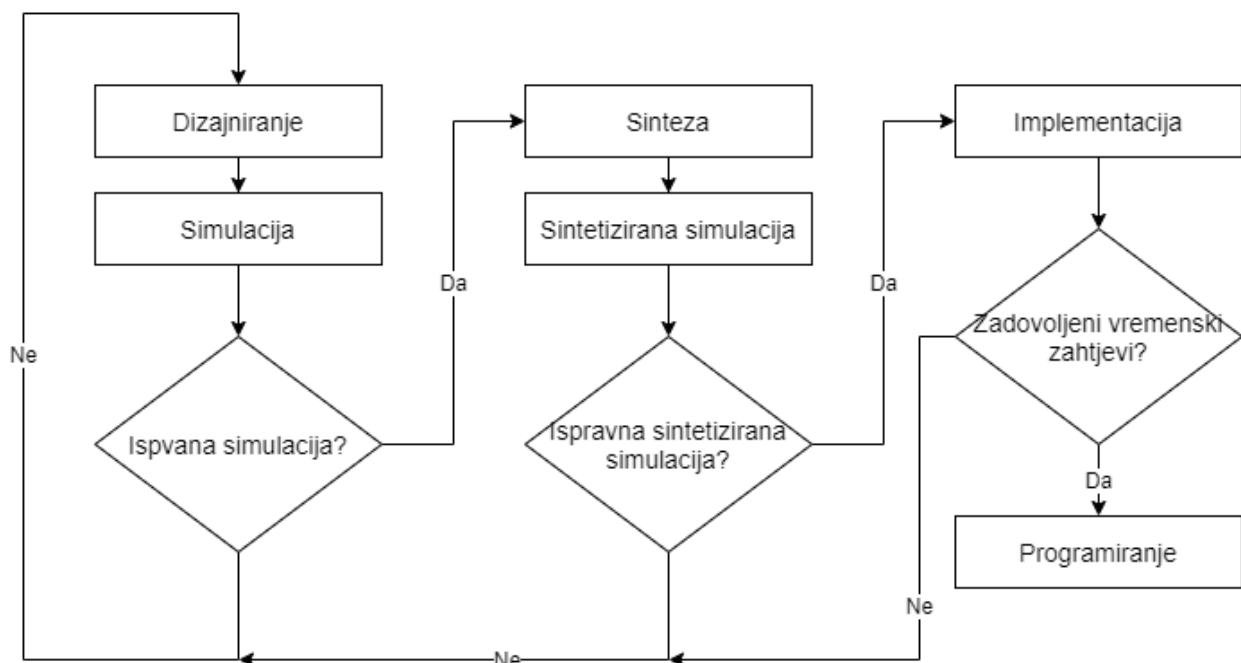 Dizajniranje
Simulacija
Ispvana simulacija?
Ne
Da
Sinteza
Sintetizirana simulacija
Ispravna sintetizirana
simulacija?
Ne
Da
Implementacija
Zadovoljeni vremenski
zahtjevi?
Ne
Da
Programiranje